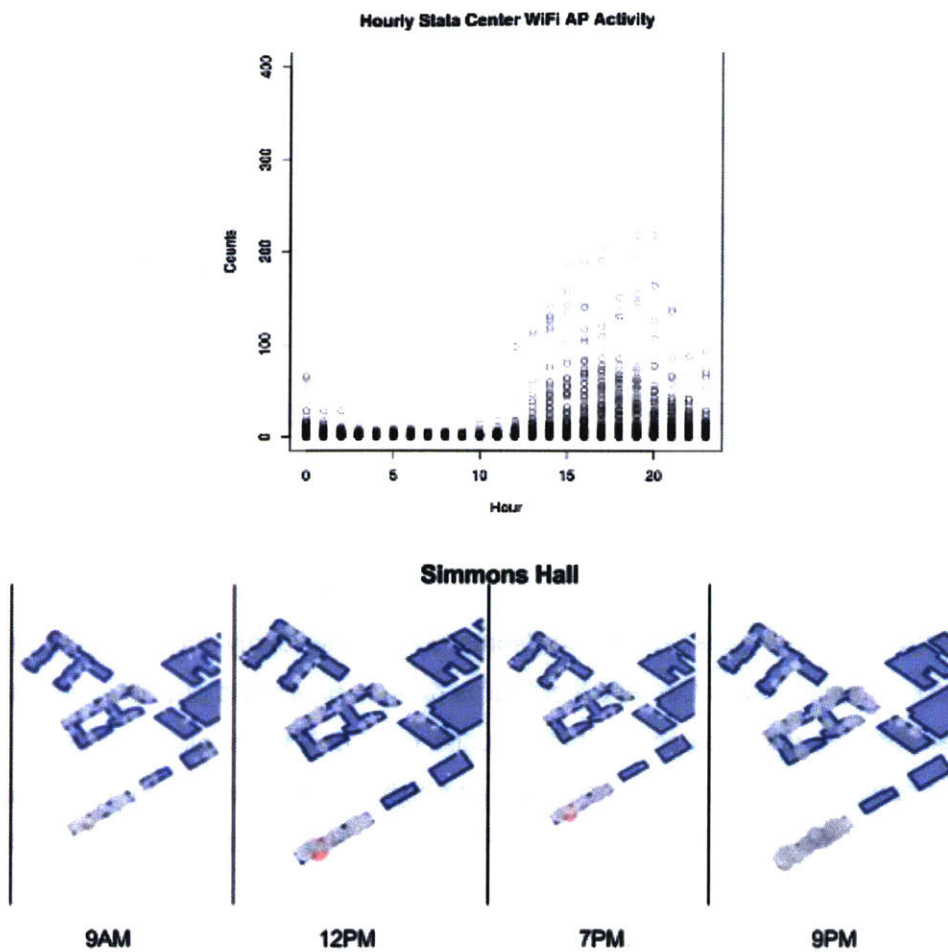 Hourly Stata Center WiFi AP Activity
400
300
200
100
0
Counts
0 5 10 15 20
Hour
Simmons Hall
9AM 12PM 7PM 9PM